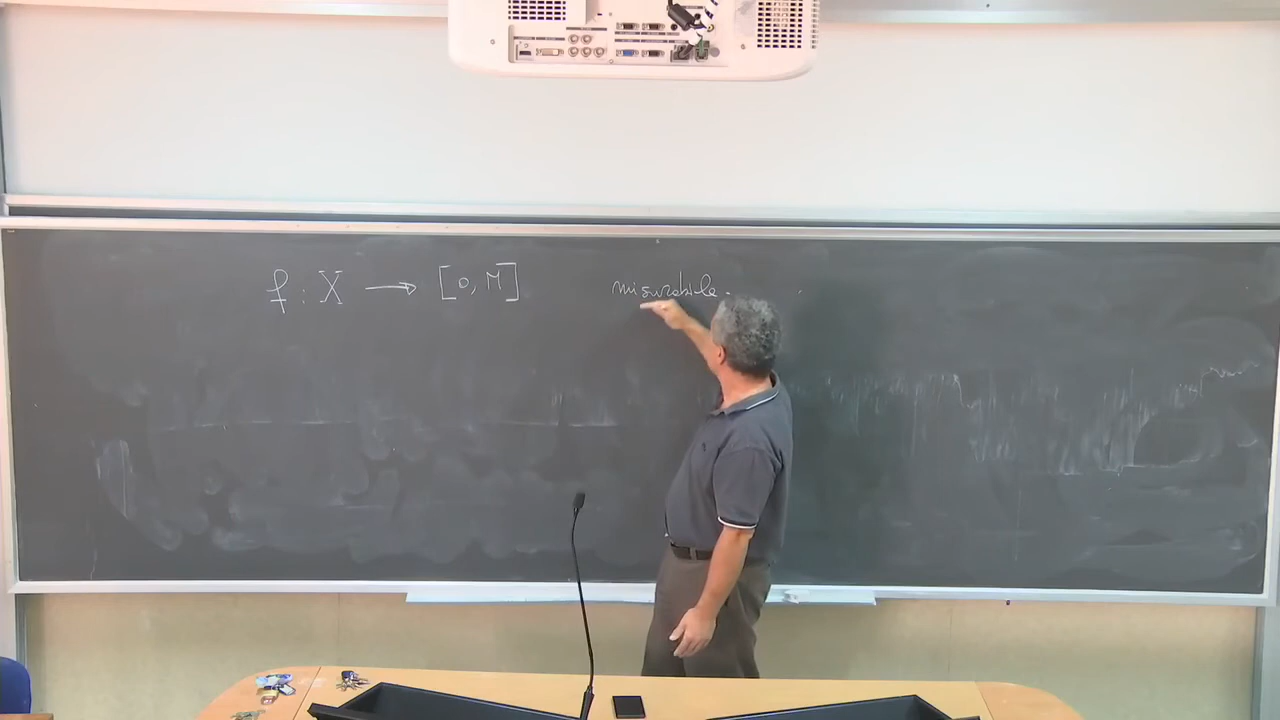 f : X → [0, M] misurabile.